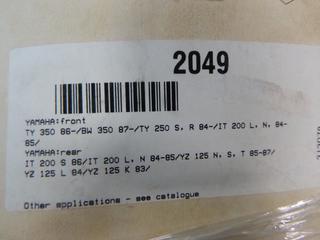 2049
YAMAHA:front
TY 350 86-/BW 350 87-/TY 250 S, R 84-/IT 200 L, N, 84-
85/
YAMAHA:rear
IT 200 S 86/IT 200 L, N 84-85/YZ 125 N, S, T 85-87/
YZ 125 L 84/YZ 125 K 83/
Other applications - see catalogue